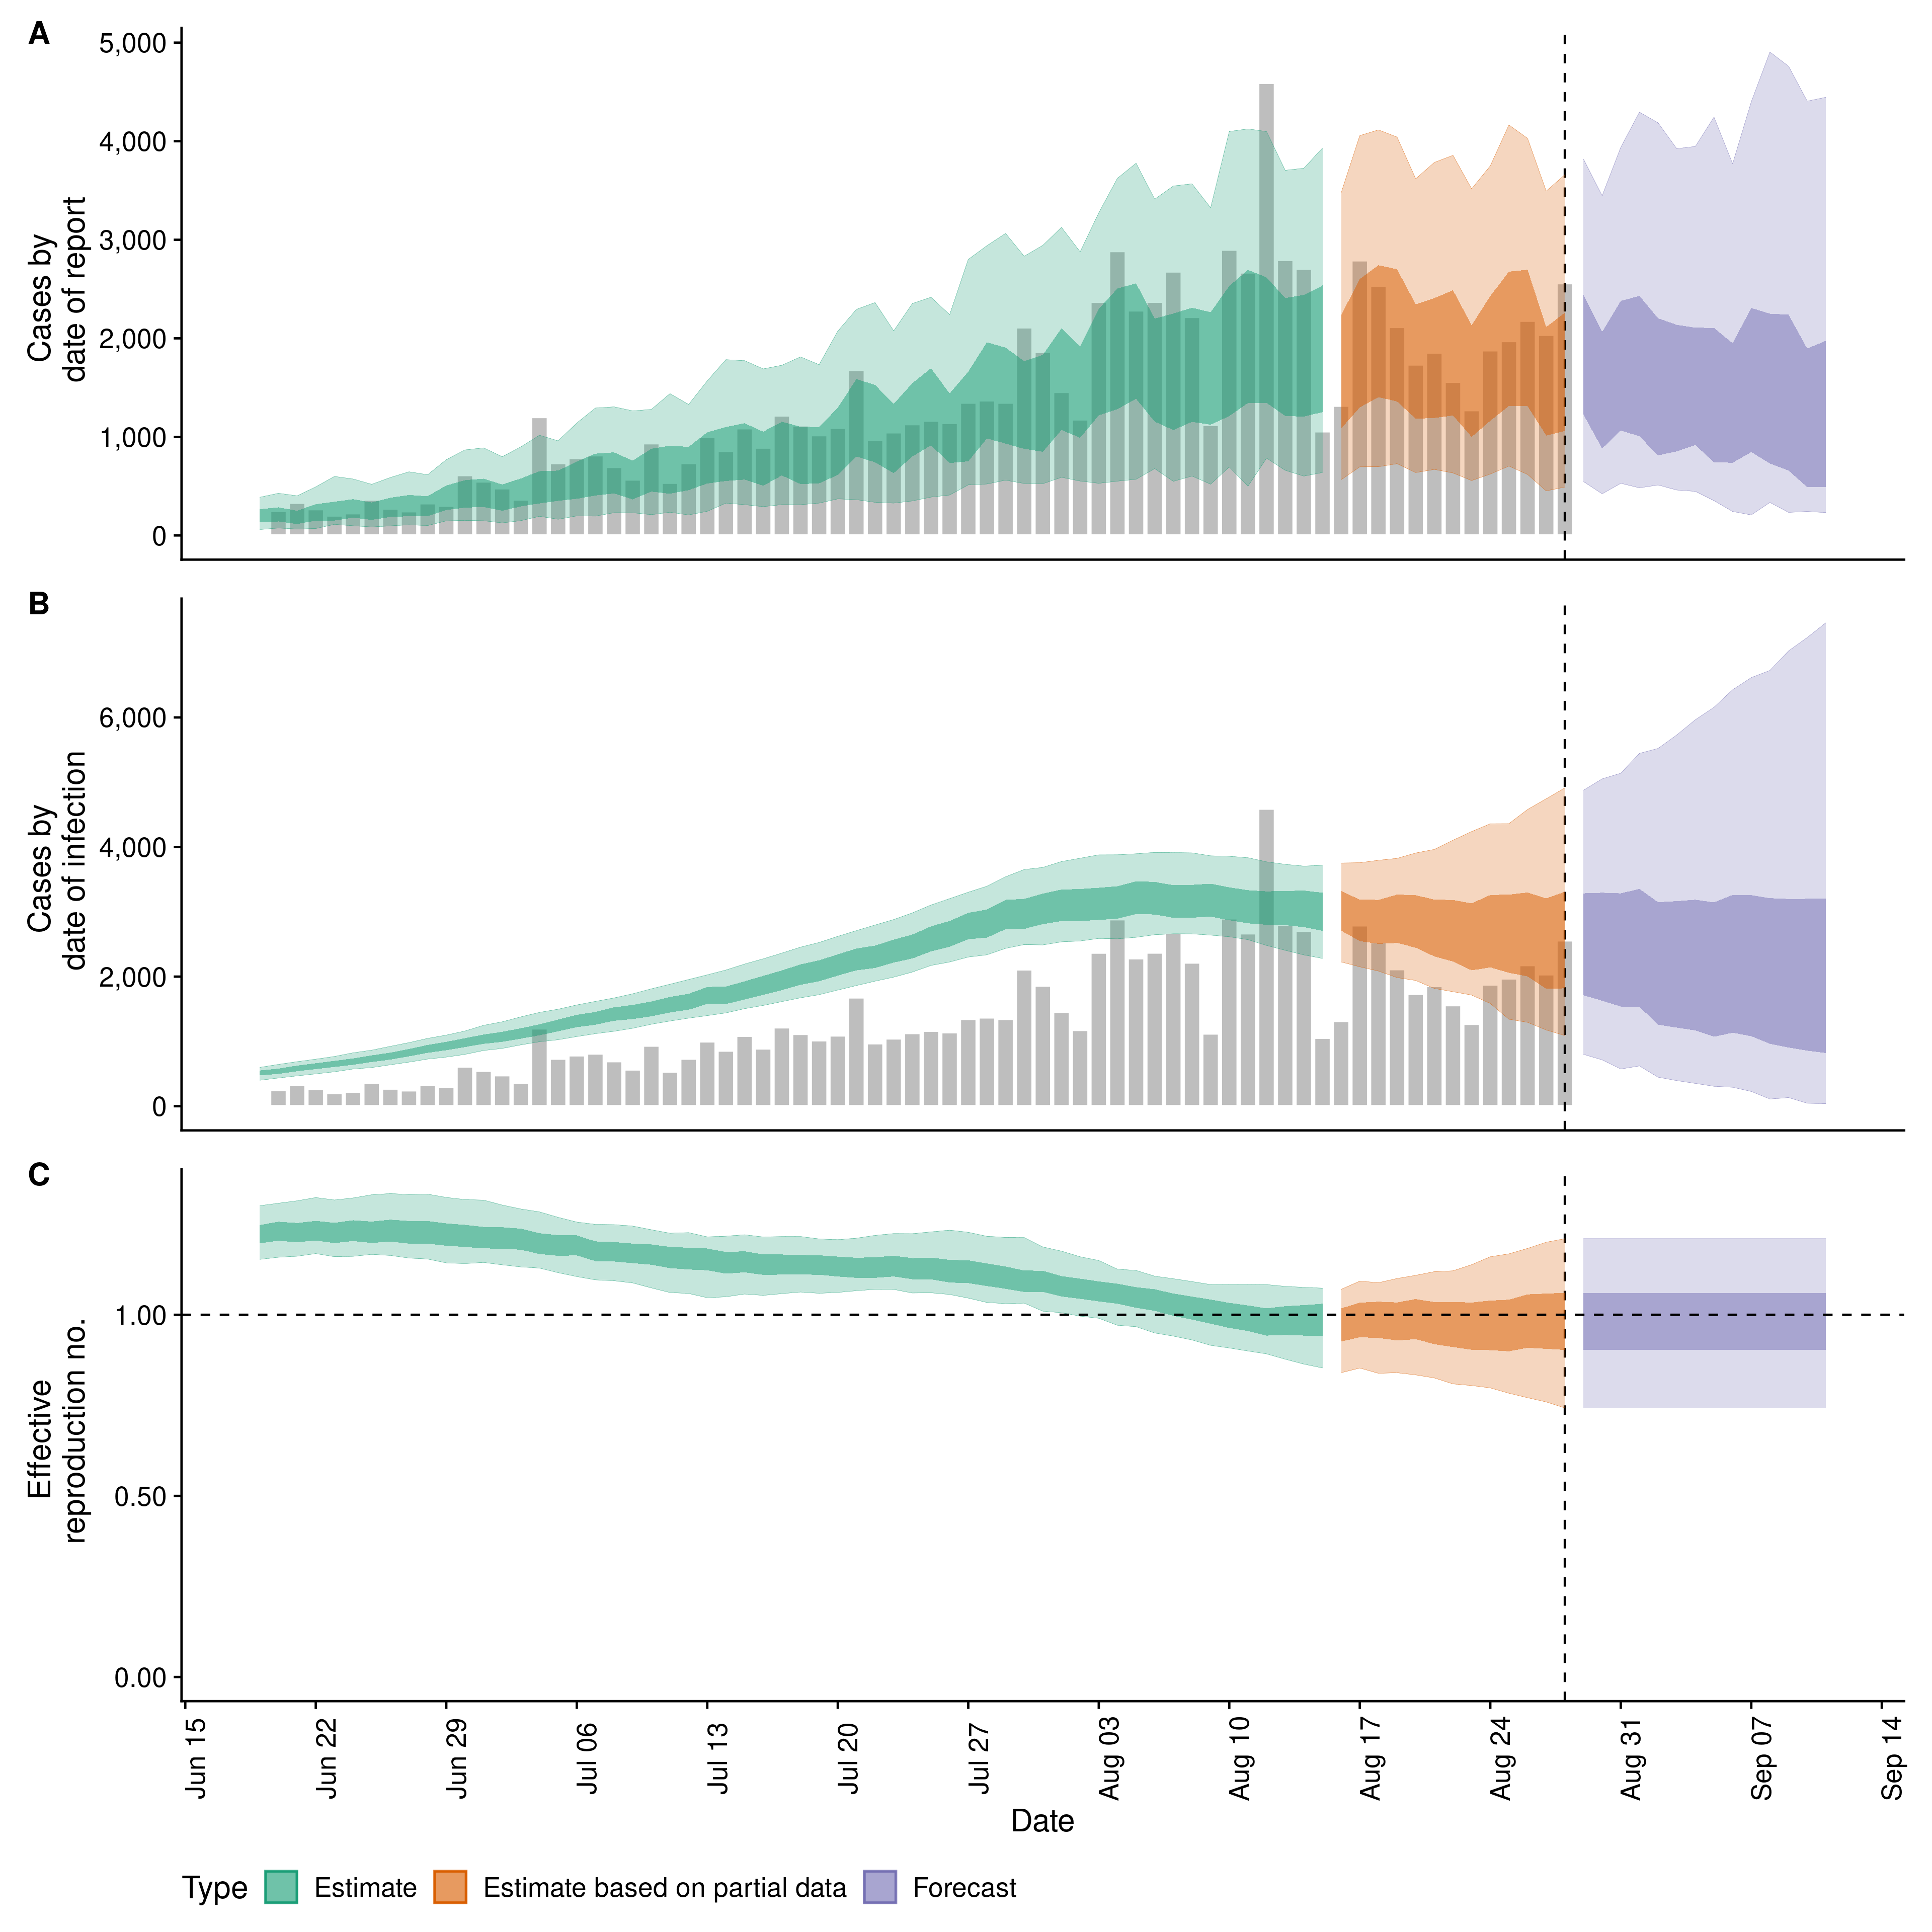 A
5,000
4,000
3,000
2,000
1,000
0
Cases by
date of report
B
6,000
4,000
2,000
0
Cases by
date of infection
C
1.00
0.50
0.00
Effective
reproduction no.
Jun 15
Jun 22
Jun 29
Jul 06
Jul 13
Jul 20
Jul 27
Aug 03
Aug 10
Aug 17
Aug 24
Aug 31
Sep 07
Sep 14
Date
Type Estimate Estimate based on partial data Forecast